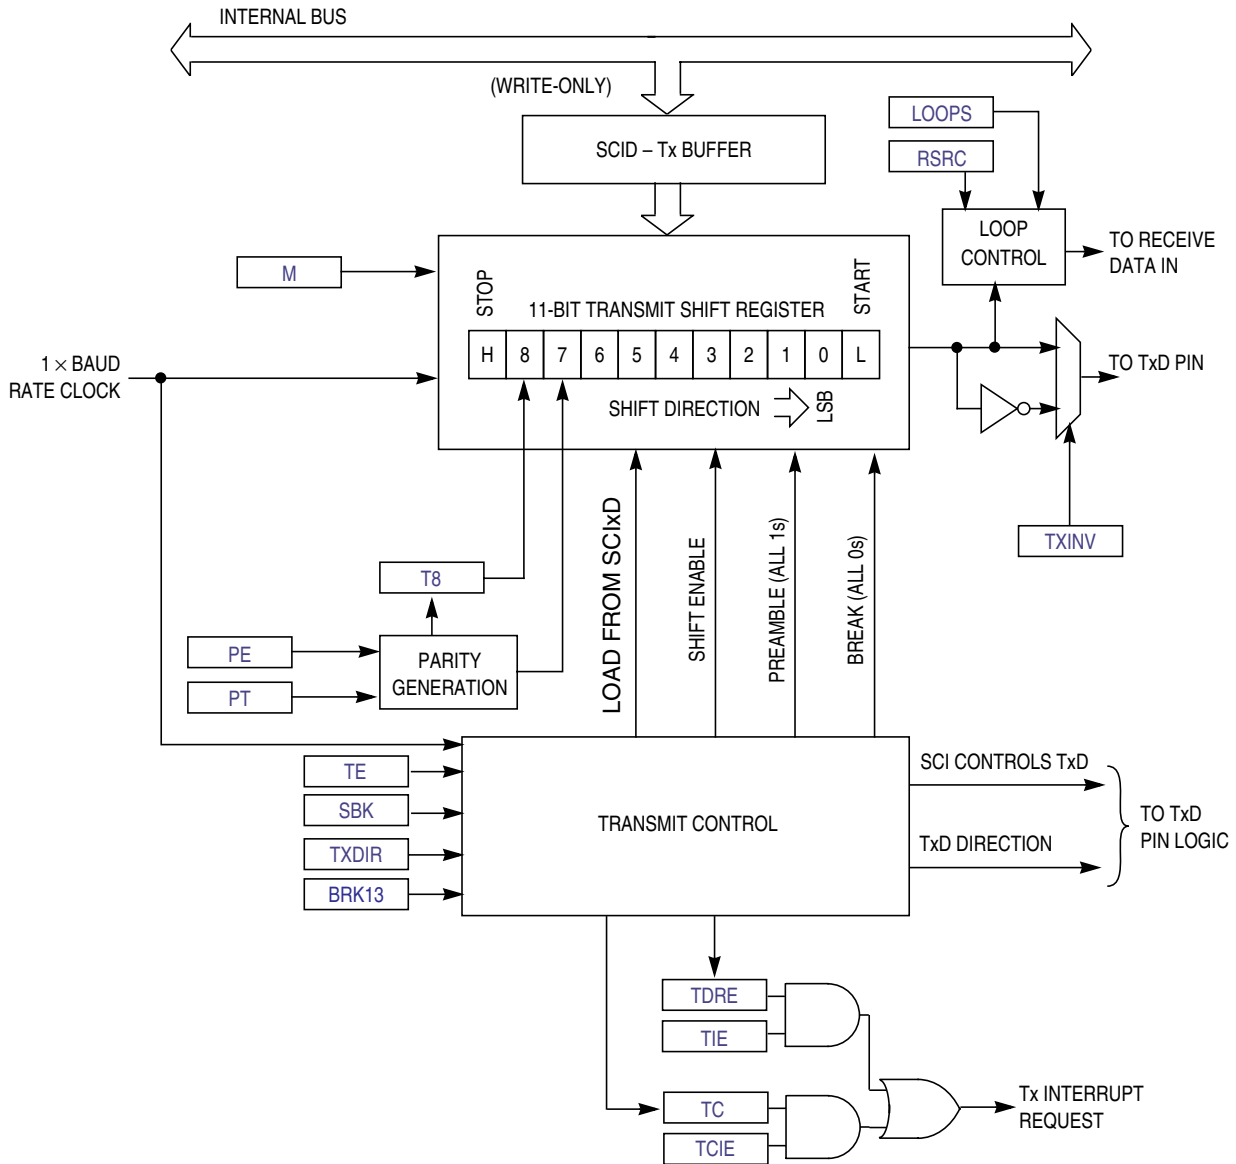 INTERNAL BUS
(WRITE-ONLY)
SCID – Tx BUFFER
LOOPS
RSRC
LOOP
CONTROL
TO RECEIVE
DATA IN
M
STOP
11-BIT TRANSMIT SHIFT REGISTER
START
H 8 7 6 5 4 3 2 1 0 L
1 × BAUD
RATE CLOCK
TO TxD PIN
SHIFT DIRECTION
LSB
TXINV
T8
LOAD FROM SCIxD
SHIFT ENABLE
PREAMBLE (ALL 1s)
BREAK (ALL 0s)
PE
PT
PARITY
GENERATION
TE
SBK
TXDIR
BRK13
TRANSMIT CONTROL
SCI CONTROLS TxD
TxD DIRECTION
TO TxD
PIN LOGIC
TDRE
TIE
TC
TCIE
Tx INTERRUPT
REQUEST